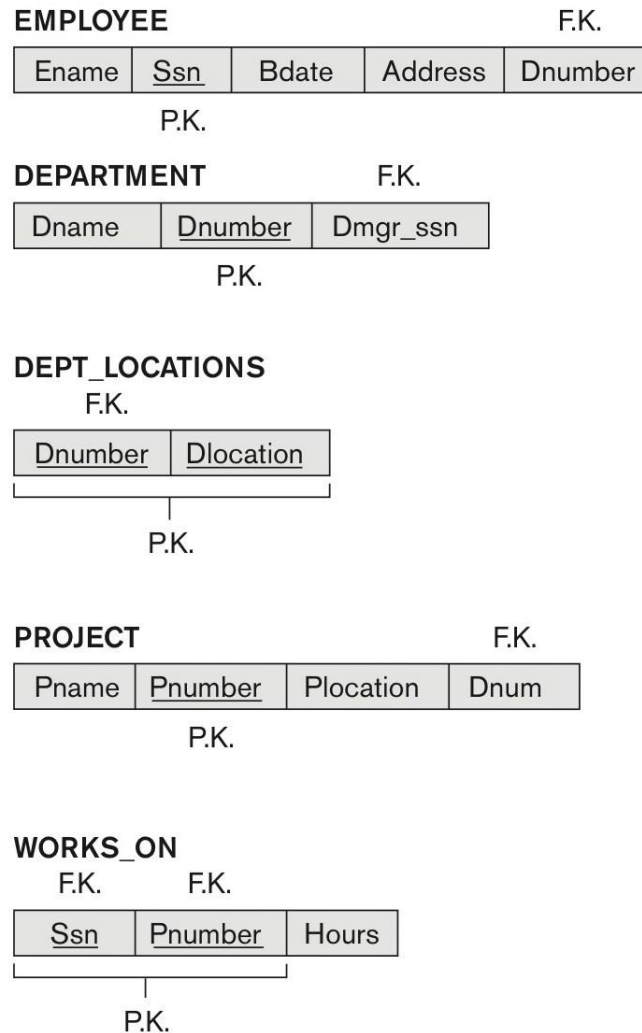 EMPLOYEE F.K.
Ename Ssn Bdate Address Dnumber
P.K.
DEPARTMENT F.K.
Dname Dnumber Dmgr_ssn
P.K.
DEPT_LOCATIONS
F.K.
Dnumber Dlocation
P.K.
PROJECT F.K.
Pname Pnumber Plocation Dnum
P.K.
WORKS_ON
F.K. F.K.
Ssn Pnumber Hours
P.K.